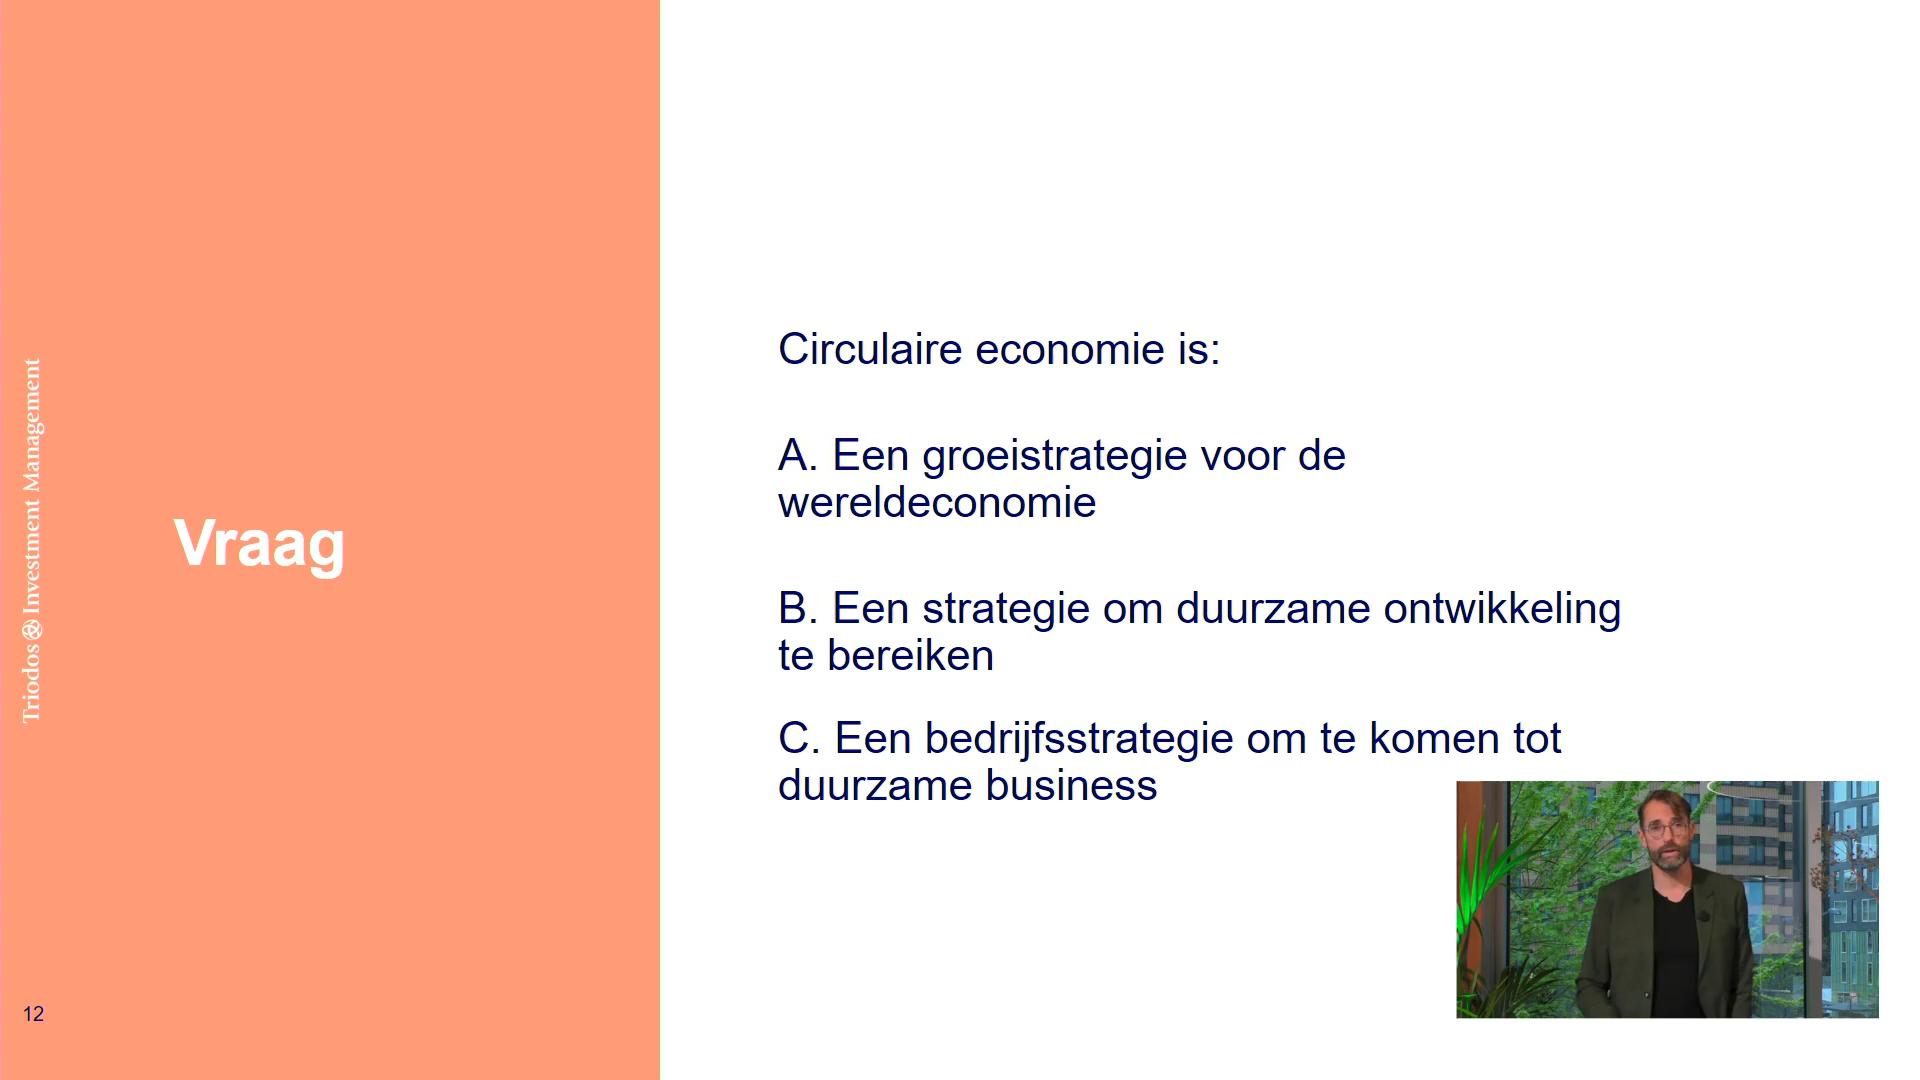 Triodos Investment Management
Vraag
12
Circulaire economie is:
A. Een groeistrategie voor de
wereldeconomie
B. Een strategie om duurzame ontwikkeling
te bereiken
C. Een bedrijfsstrategie om te komen tot
duurzame business